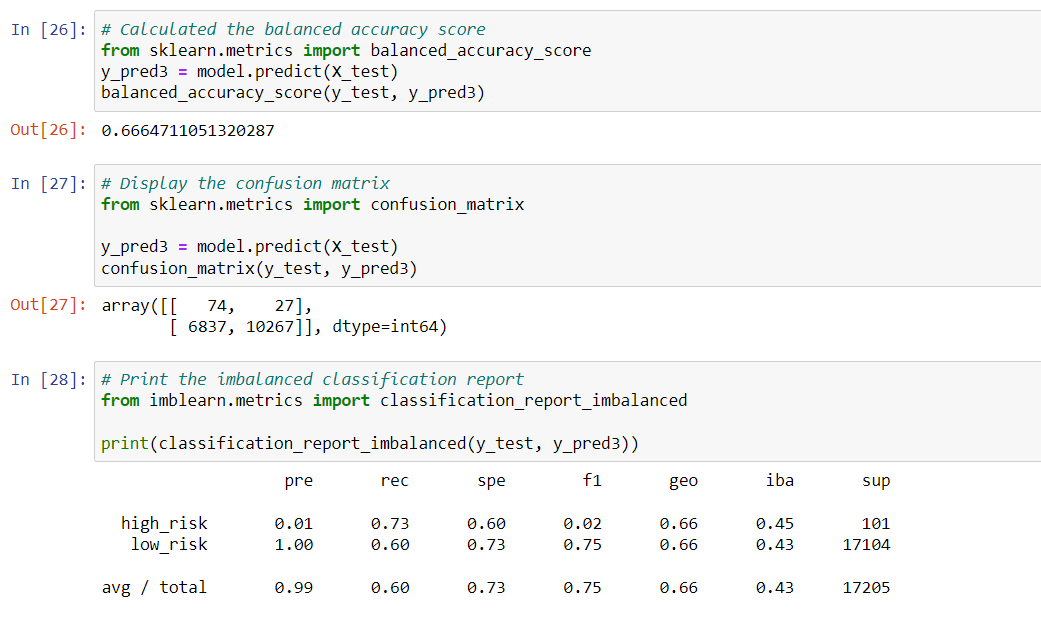 In [26]: # Calculated the balanced accuracy score
from sklearn.metrics import balanced_accuracy_score
y_pred3 = model.predict(X_test)
balanced_accuracy_score(y_test, y_pred3)
Out[26]: 0.6664711051320287
In [27]: # Display the confusion matrix
from sklearn.metrics import confusion_matrix
y_pred3 = model.predict(X_test)
confusion_matrix(y_test, y_pred3)
Out[27]: array([[   74,    27],
[ 6837, 10267]], dtype=int64)
In [28]: # Print the imbalanced classification report
from imblearn.metrics import classification_report_imbalanced
print(classification_report_imbalanced(y_test, y_pred3))
pre rec spe f1 geo iba sup
high_risk 0.01 0.73 0.60 0.02 0.66 0.45 101
low_risk 1.00 0.60 0.73 0.75 0.66 0.43 17104
avg / total 0.99 0.60 0.73 0.75 0.66 0.43 17205